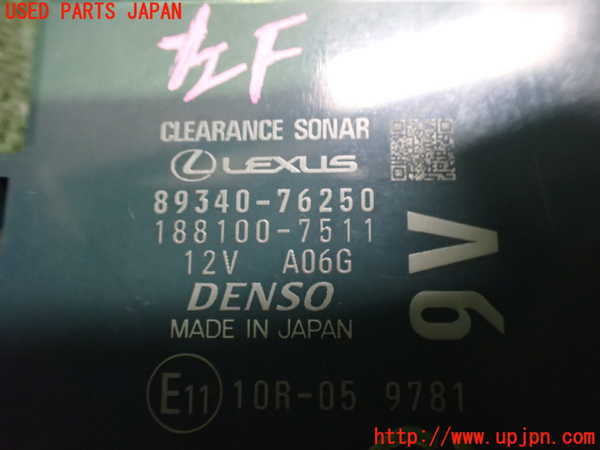 USED PARTS JAPAN
左F
CLEARANCE SONAR
LEXUS
89340-76250
188100-7511
12V A06G
DENSO
MADE IN JAPAN
9V
E11 10R-05 9781
www.upjpn.com